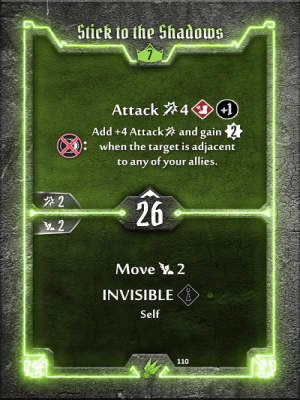 Stick to the Shadows
7
Attack 4 +1
Add +4 Attack and gain 2
: when the target is adjacent
to any of your allies.
2
26
2
Move 2
INVISIBLE
Self
110